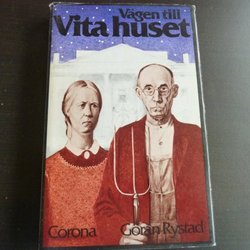 Vägen till
Vita huset
Corona
Göran Rystad